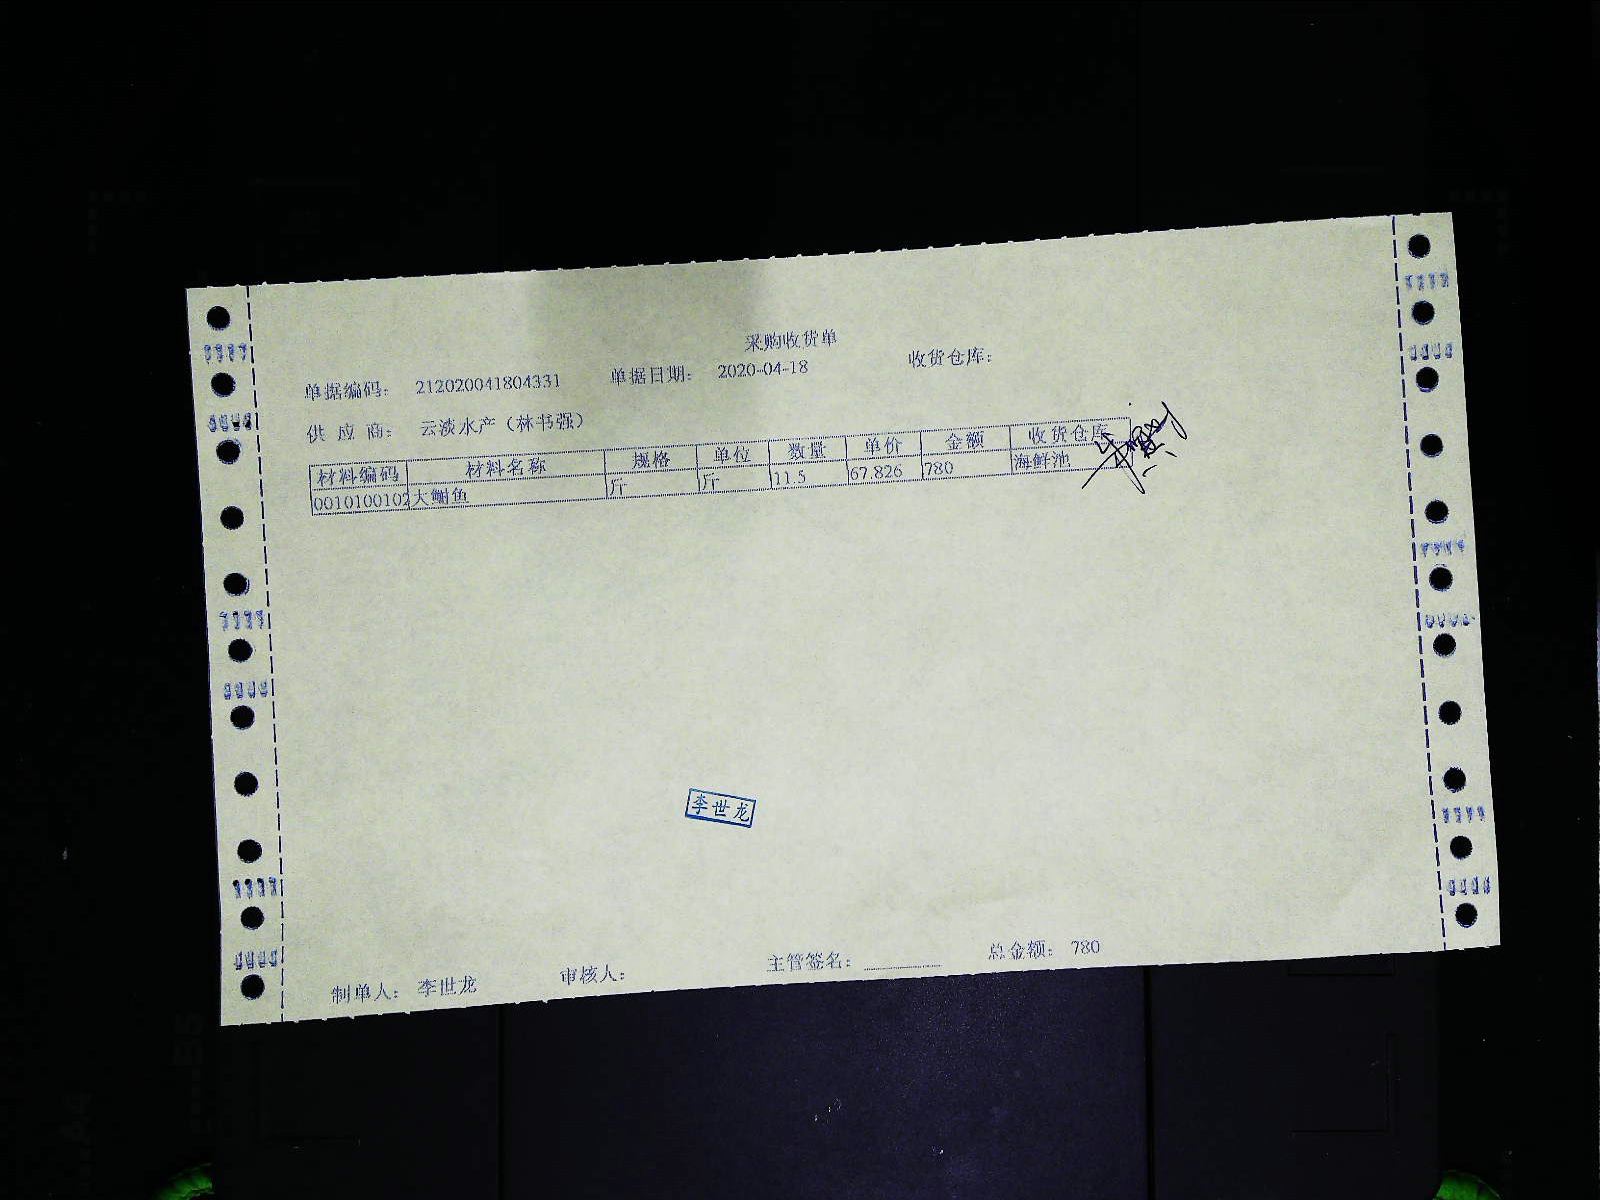 采购收货单
单据编码: 212020041804331 单据日期: 2020-04-18 收货仓库:
供 应 商: 云淡水产（林书强）
材料编码 材料名称 规格 单位 数量 单价 金额 收货仓库
0010100102 大鲷鱼 斤 斤 11.5 67.826 780 海鲜池
李世龙
制单人: 李世龙 审核人: 主管签名: 总金额: 780